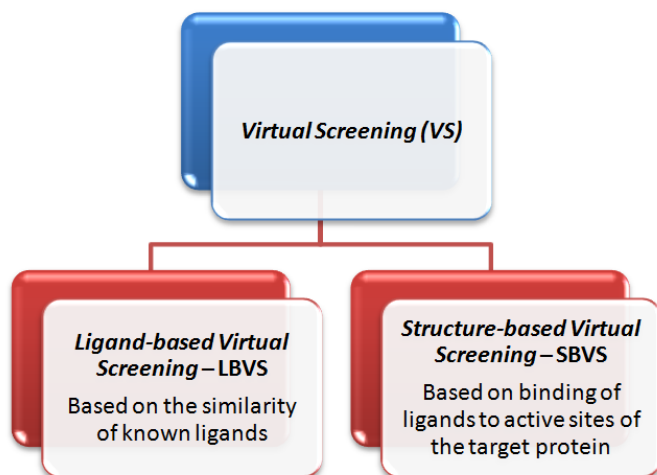 Virtual Screening (VS)
Ligand-based Virtual
Screening – LBVS
Based on the similarity
of known ligands
Structure-based Virtual
Screening – SBVS
Based on binding of
ligands to active sites of
the target protein